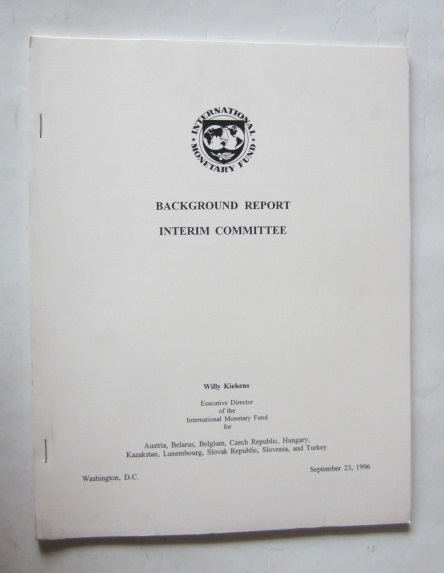 INTERNATIONAL
MONETARY FUND
BACKGROUND REPORT
INTERIM COMMITTEE
Willy Kiekens
Executive Director
of the
International Monetary Fund
for
Austria, Belarus, Belgium, Czech Republic, Hungary,
Kazakstan, Luxembourg, Slovak Republic, Slovenia, and Turkey
Washington, D.C.
September 23, 1996